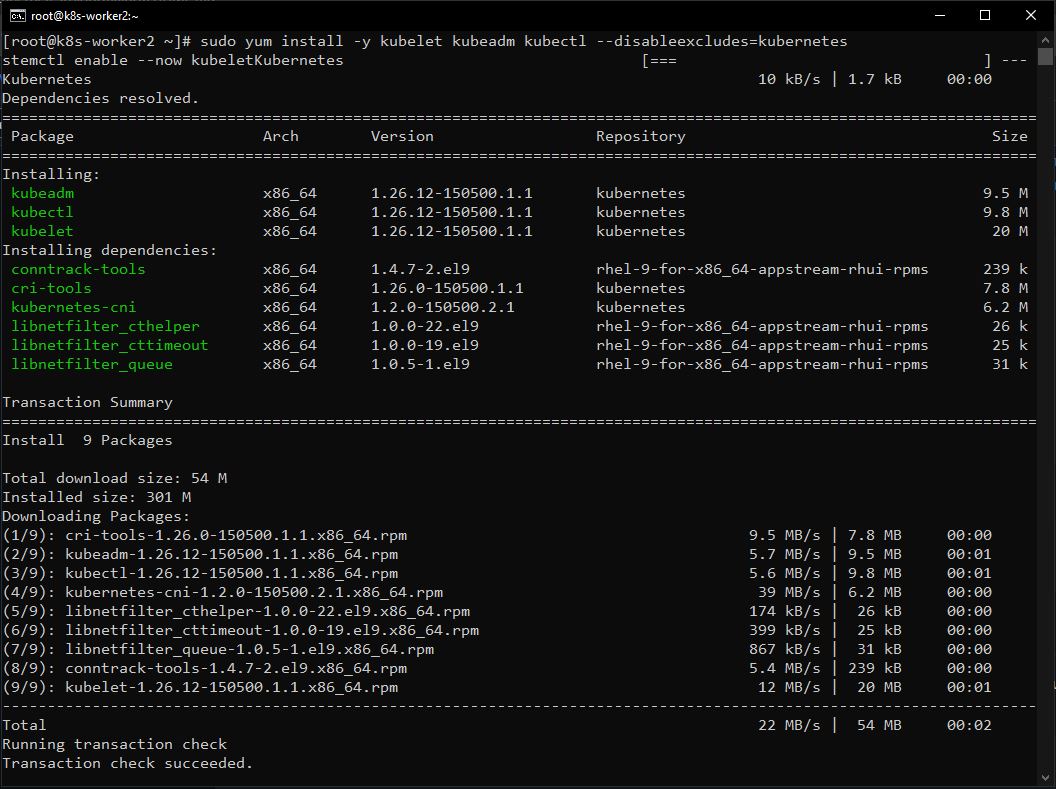 root@k8s-worker2:~
[root@k8s-worker2 ~]# sudo yum install -y kubelet kubeadm kubectl --disableexcludes=kubernetes
stemctl enable --now kubeletKubernetes                                 [===                                  ] ---
Kubernetes                                                                          10 kB/s | 1.7 kB     00:00
Dependencies resolved.
===================================================================================================================
 Package                     Arch        Version                  Repository                                  Size
===================================================================================================================
Installing:
 kubeadm                     x86_64      1.26.12-150500.1.1       kubernetes                                 9.5 M
 kubectl                     x86_64      1.26.12-150500.1.1       kubernetes                                 9.8 M
 kubelet                     x86_64      1.26.12-150500.1.1       kubernetes                                  20 M
Installing dependencies:
 conntrack-tools             x86_64      1.4.7-2.el9              rhel-9-for-x86_64-appstream-rhui-rpms      239 k
 cri-tools                   x86_64      1.26.0-150500.1.1        kubernetes                                 7.8 M
 kubernetes-cni              x86_64      1.2.0-150500.2.1         kubernetes                                 6.2 M
 libnetfilter_cthelper       x86_64      1.0.0-22.el9             rhel-9-for-x86_64-appstream-rhui-rpms       26 k
 libnetfilter_cttimeout      x86_64      1.0.0-19.el9             rhel-9-for-x86_64-appstream-rhui-rpms       25 k
 libnetfilter_queue          x86_64      1.0.5-1.el9              rhel-9-for-x86_64-appstream-rhui-rpms       31 k

Transaction Summary
===================================================================================================================
Install  9 Packages

Total download size: 54 M
Installed size: 301 M
Downloading Packages:
(1/9): cri-tools-1.26.0-150500.1.1.x86_64.rpm                                      9.5 MB/s | 7.8 MB     00:00
(2/9): kubeadm-1.26.12-150500.1.1.x86_64.rpm                                       5.7 MB/s | 9.5 MB     00:01
(3/9): kubectl-1.26.12-150500.1.1.x86_64.rpm                                       5.6 MB/s | 9.8 MB     00:01
(4/9): kubernetes-cni-1.2.0-150500.2.1.x86_64.rpm                                   39 MB/s | 6.2 MB     00:00
(5/9): libnetfilter_cthelper-1.0.0-22.el9.x86_64.rpm                               174 kB/s |  26 kB     00:00
(6/9): libnetfilter_cttimeout-1.0.0-19.el9.x86_64.rpm                              399 kB/s |  25 kB     00:00
(7/9): libnetfilter_queue-1.0.5-1.el9.x86_64.rpm                                   867 kB/s |  31 kB     00:00
(8/9): conntrack-tools-1.4.7-2.el9.x86_64.rpm                                      5.4 MB/s | 239 kB     00:00
(9/9): kubelet-1.26.12-150500.1.1.x86_64.rpm                                        12 MB/s |  20 MB     00:01
-------------------------------------------------------------------------------------------------------------------
Total                                                                               22 MB/s |  54 MB     00:02
Running transaction check
Transaction check succeeded.